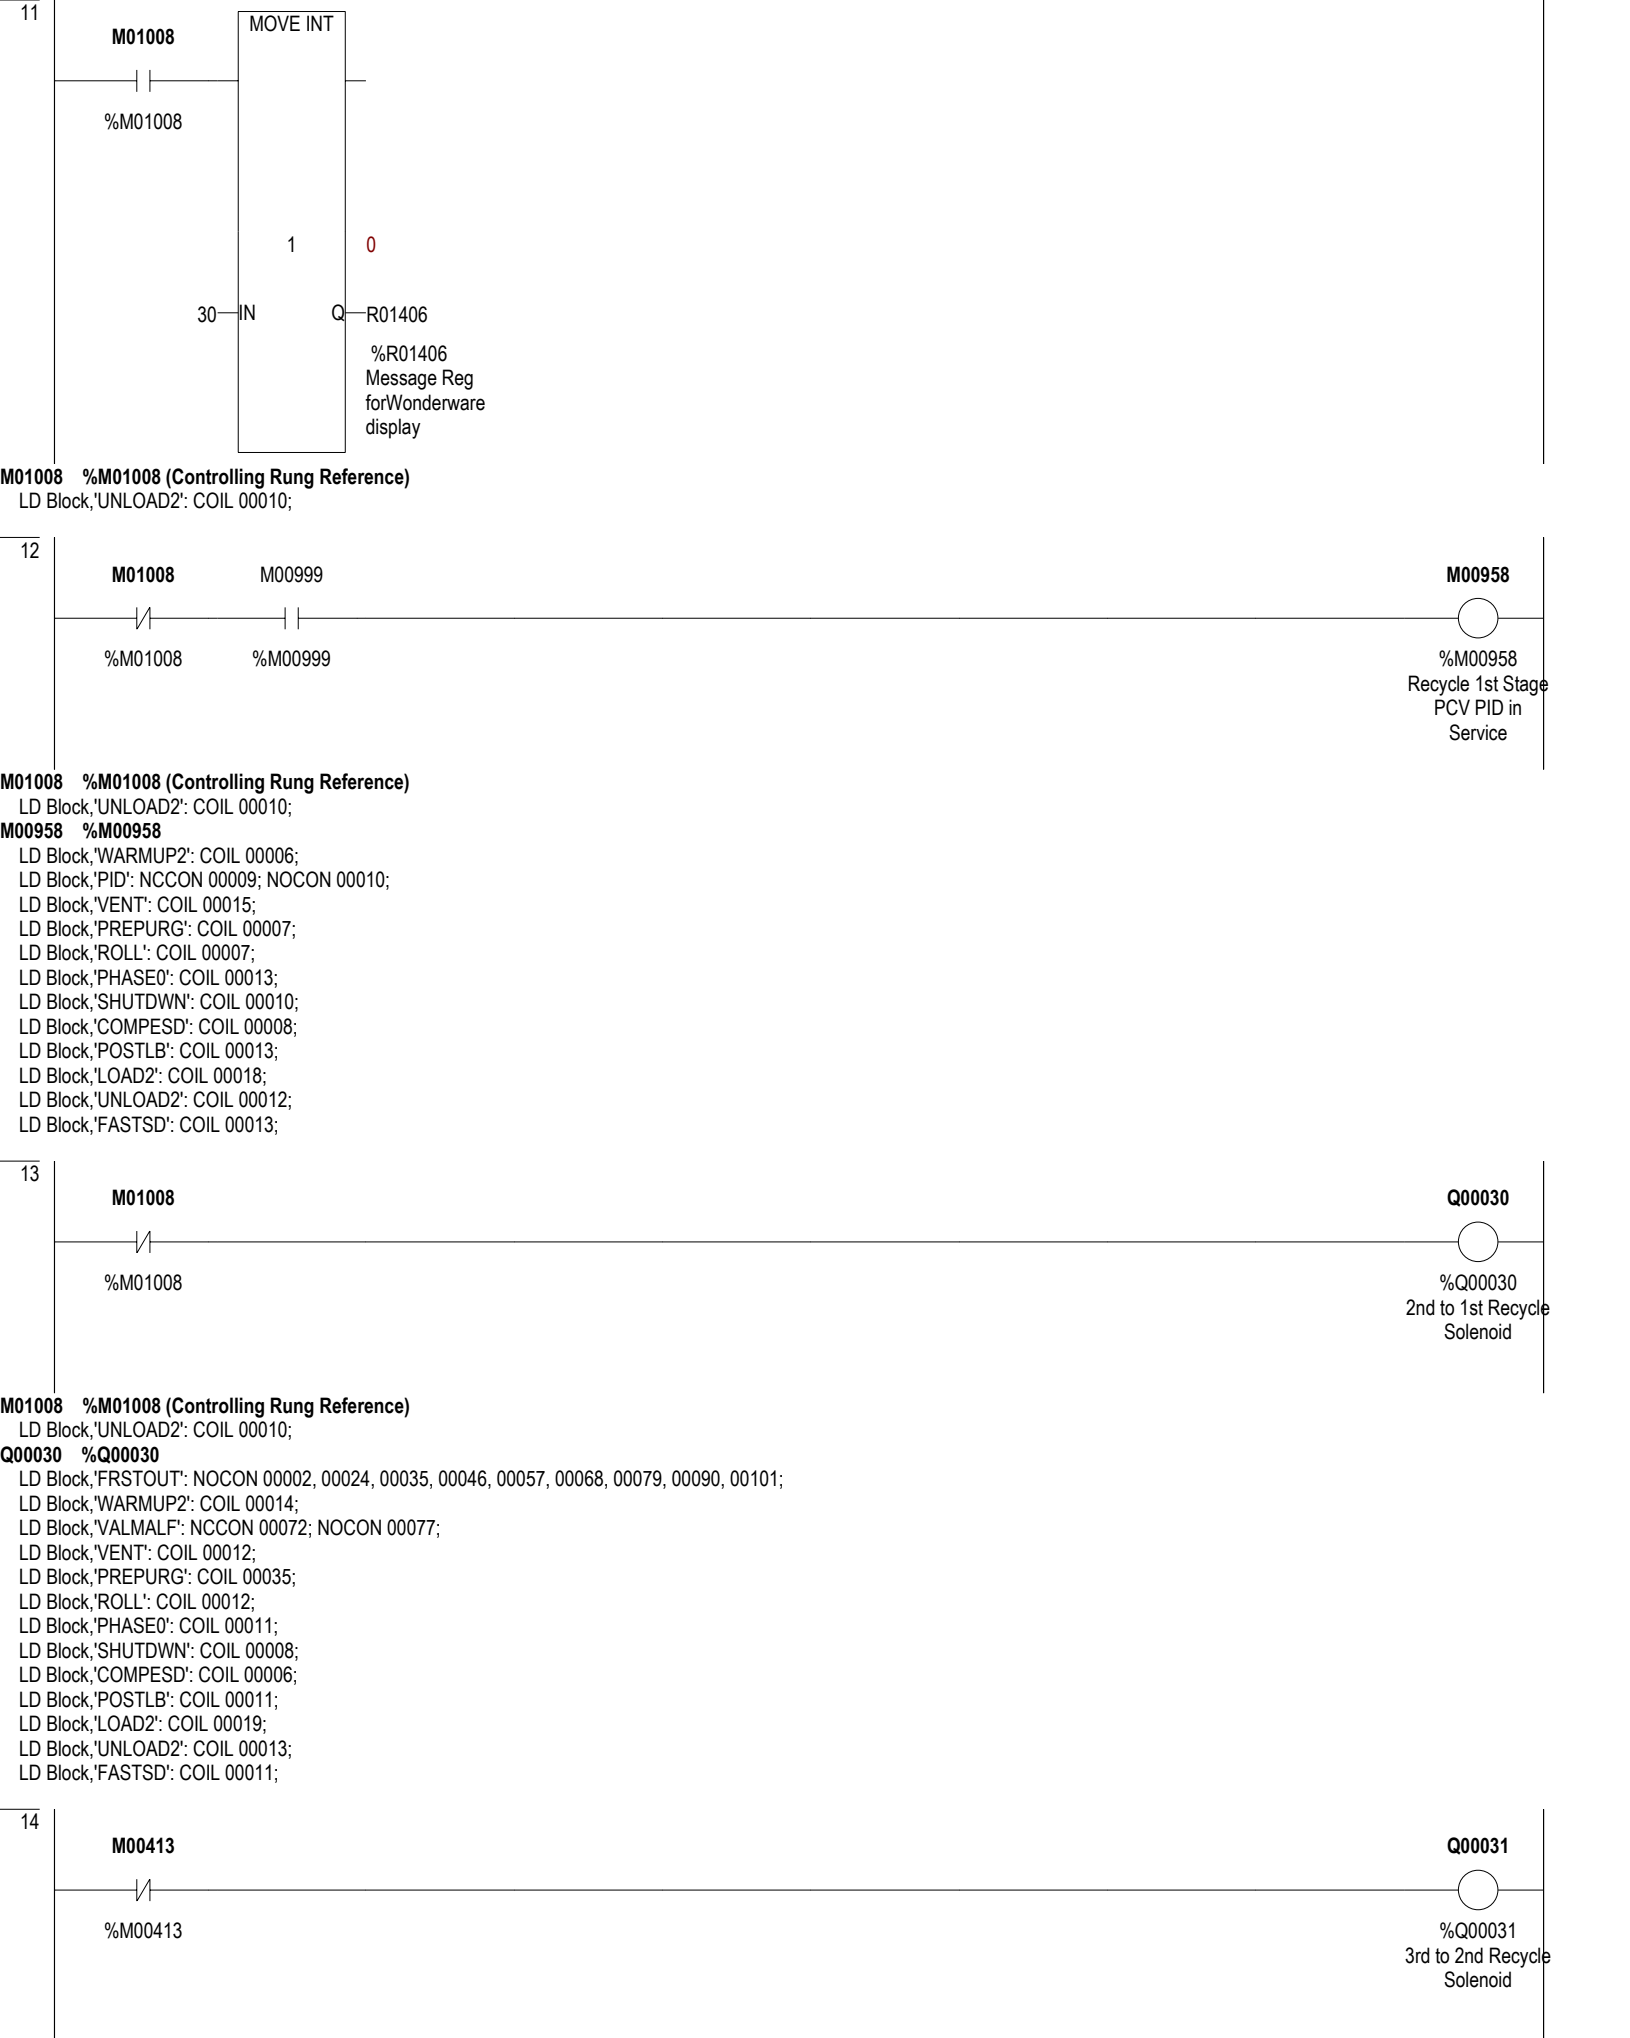 11
M01008
MOVE INT
%M01008
1
0
30
IN
Q
R01406
%R01406
Message Reg
forWonderware
display
M01008 %M01008 (Controlling Rung Reference)
LD Block,'UNLOAD2': COIL 00010;
12
M01008 M00999 M00958
%M01008 %M00999 %M00958
Recycle 1st Stage
PCV PID in
Service
M01008 %M01008 (Controlling Rung Reference)
LD Block,'UNLOAD2': COIL 00010;
M00958 %M00958
LD Block,'WARMUP2': COIL 00006;
LD Block,'PID': NCCON 00009; NOCON 00010;
LD Block,'VENT': COIL 00015;
LD Block,'PREPURG': COIL 00007;
LD Block,'ROLL': COIL 00007;
LD Block,'PHASE0': COIL 00013;
LD Block,'SHUTDWN': COIL 00010;
LD Block,'COMPESD': COIL 00008;
LD Block,'POSTLB': COIL 00013;
LD Block,'LOAD2': COIL 00018;
LD Block,'UNLOAD2': COIL 00012;
LD Block,'FASTSD': COIL 00013;
13
M01008 Q00030
%M01008 %Q00030
2nd to 1st Recycle
Solenoid
M01008 %M01008 (Controlling Rung Reference)
LD Block,'UNLOAD2': COIL 00010;
Q00030 %Q00030
LD Block,'FRSTOUT': NOCON 00002, 00024, 00035, 00046, 00057, 00068, 00079, 00090, 00101;
LD Block,'WARMUP2': COIL 00014;
LD Block,'VALMALF': NCCON 00072; NOCON 00077;
LD Block,'VENT': COIL 00012;
LD Block,'PREPURG': COIL 00035;
LD Block,'ROLL': COIL 00012;
LD Block,'PHASE0': COIL 00011;
LD Block,'SHUTDWN': COIL 00008;
LD Block,'COMPESD': COIL 00006;
LD Block,'POSTLB': COIL 00011;
LD Block,'LOAD2': COIL 00019;
LD Block,'UNLOAD2': COIL 00013;
LD Block,'FASTSD': COIL 00011;
14
M00413 Q00031
%M00413 %Q00031
3rd to 2nd Recycle
Solenoid